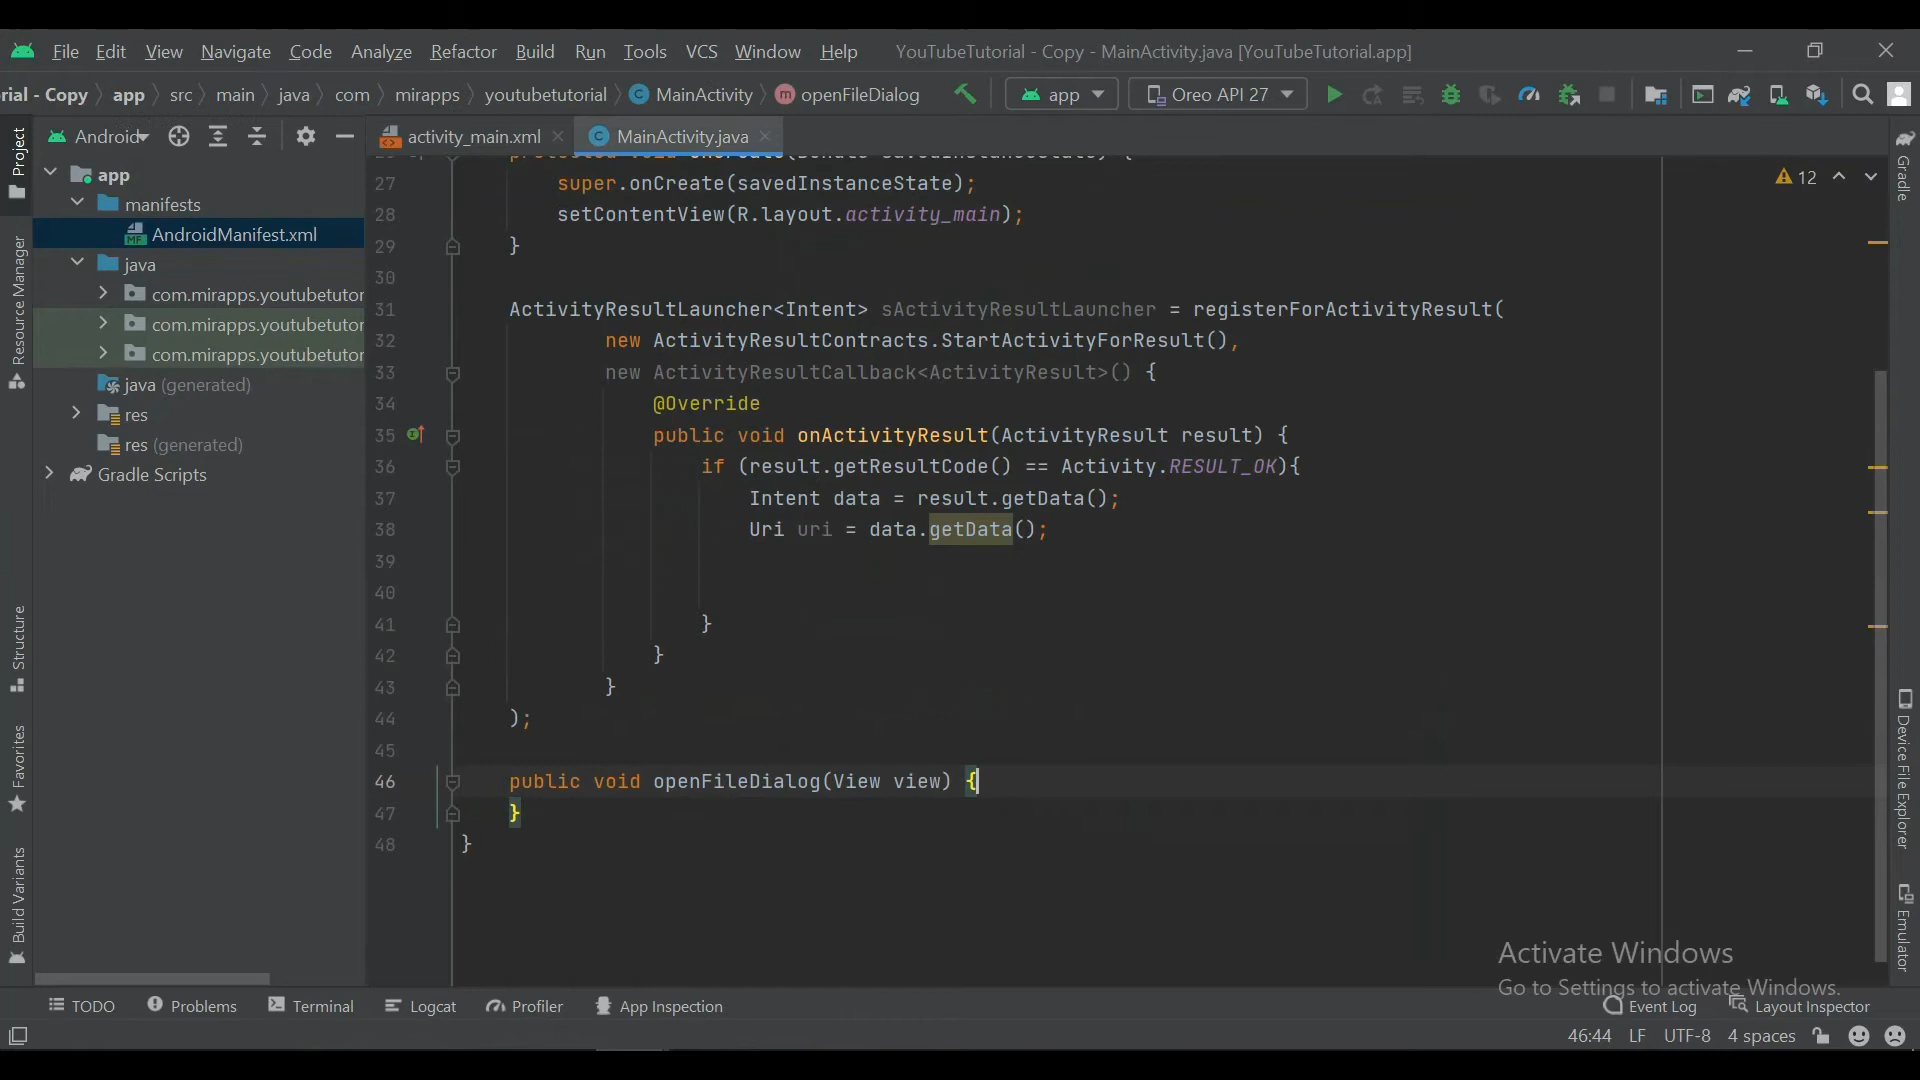 File Edit View Navigate Code Analyze Refactor Build Run Tools VCS Window Help YouTubeTutorial - Copy - MainActivity.java [YouTubeTutorial.app]
rial - Copy app src main java com mirapps youtubetutorial MainActivity openFileDialog app Oreo API 27
Project
Resource Manager
Structure
Favorites
Build Variants
Android
app
manifests
AndroidManifest.xml
java
com.mirapps.youtubetutor
com.mirapps.youtubetutor
com.mirapps.youtubetutor
java (generated)
res
res (generated)
Gradle Scripts
activity_main.xml MainActivity.java
12
27 super.onCreate(savedInstanceState);
28 setContentView(R.layout.activity_main);
29 }
30
31 ActivityResultLauncher<Intent> sActivityResultLauncher = registerForActivityResult(
32 new ActivityResultContracts.StartActivityForResult(),
33 new ActivityResultCallback<ActivityResult>() {
34 @Override
35 public void onActivityResult(ActivityResult result) {
36 if (result.getResultCode() == Activity.RESULT_OK){
37 Intent data = result.getData();
38 Uri uri = data.getData();
39
40
41 }
42 }
43 }
44 );
45
46 public void openFileDialog(View view) {
47 }
48 }
Gradle
Device File Explorer
Emulator
Activate Windows
Go to Settings to activate Windows.
TODO Problems Terminal Logcat Profiler App Inspection Event Log Layout Inspector
46:44 LF UTF-8 4 spaces